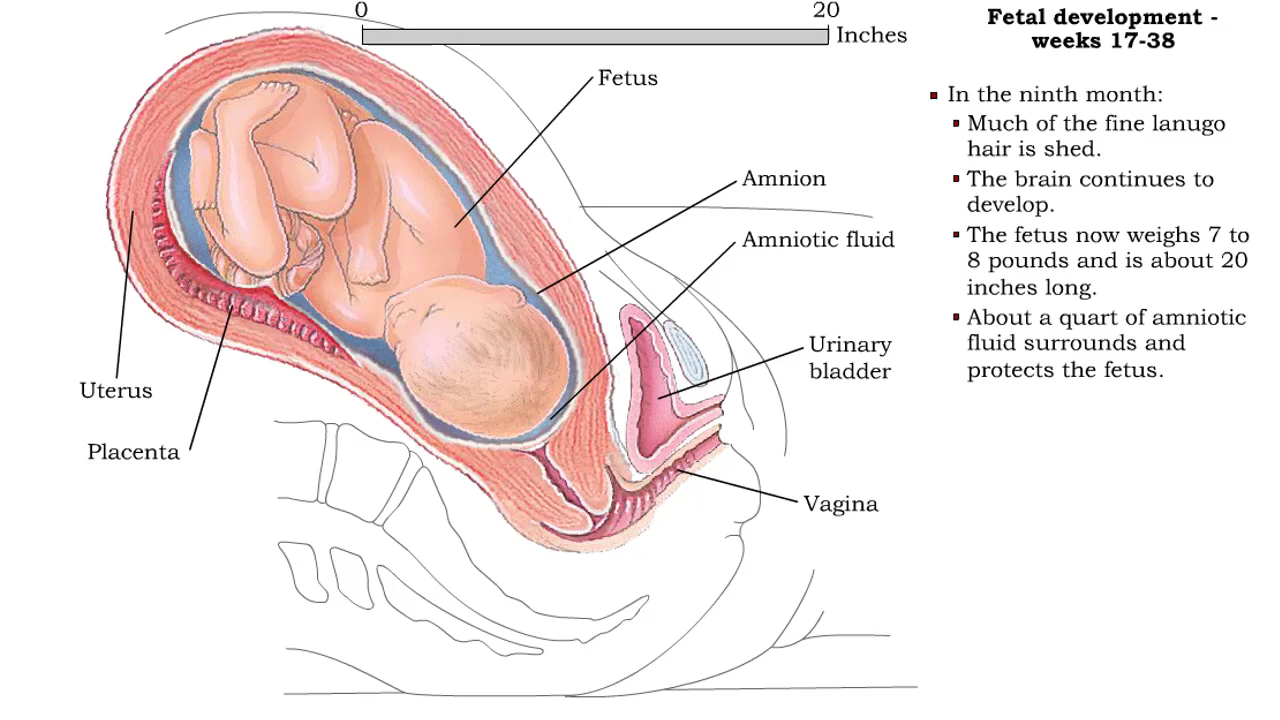 0
20
Inches
Fetus
Amnion
Amniotic fluid
Urinary
bladder
Vagina
Uterus
Placenta
Fetal development -
weeks 17-38
In the ninth month:
Much of the fine lanugo
hair is shed.
The brain continues to
develop.
The fetus now weighs 7 to
8 pounds and is about 20
inches long.
About a quart of amniotic
fluid surrounds and
protects the fetus.